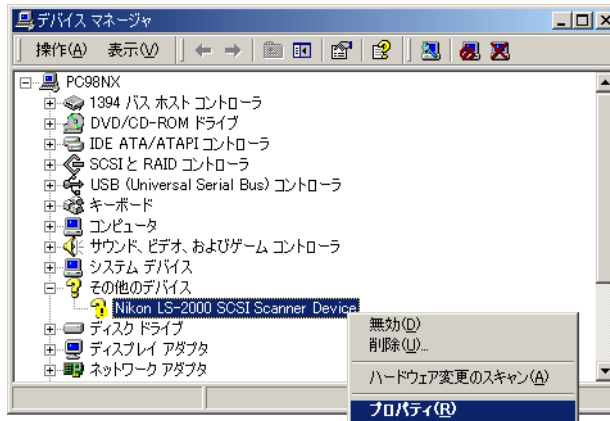 デバイス マネージャ
操作(A) 表示(V)
PC98NX
1394 バス ホスト コントローラ
DVD/CD-ROM ドライブ
IDE ATA/ATAPI コントローラ
SCSI と RAID コントローラ
USB (Universal Serial Bus) コントローラ
キーボード
コンピュータ
サウンド、ビデオ、およびゲーム コントローラ
システム デバイス
その他のデバイス
Nikon LS-2000 SCSI Scanner Device
ディスク ドライブ
ディスプレイ アダプタ
ネットワーク アダプタ
無効(D)
削除(U)...
ハードウェア変更のスキャン(A)
プロパティ(R)